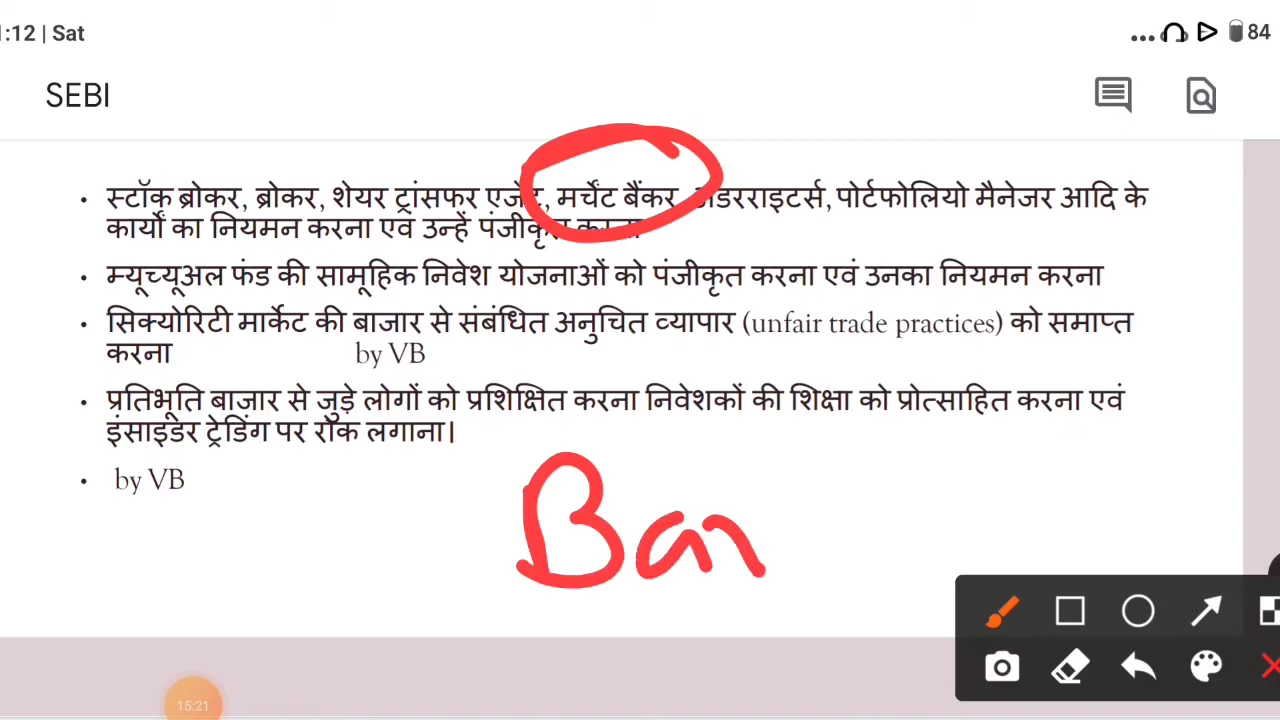 1:12 | Sat
84
SEBI
• स्टॉक ब्रोकर, ब्रोकर, शेयर ट्रांसफर एजेंट, मर्चेंट बैंकर, अंडरराइटर्स, पोर्टफोलियो मैनेजर आदि के
कार्यों का नियमन करना एवं उन्हें पंजीकृत करना
• म्यूच्यूअल फंड की सामूहिक निवेश योजनाओं को पंजीकृत करना एवं उनका नियमन करना
• सिक्योरिटी मार्केट की बाजार से संबंधित अनुचित व्यापार (unfair trade practices) को समाप्त
करना by VB
• प्रतिभूति बाजार से जुड़े लोगों को प्रशिक्षित करना निवेशकों की शिक्षा को प्रोत्साहित करना एवं
इंसाइडर ट्रेडिंग पर रोक लगाना।
• by VB
Ban
15:21